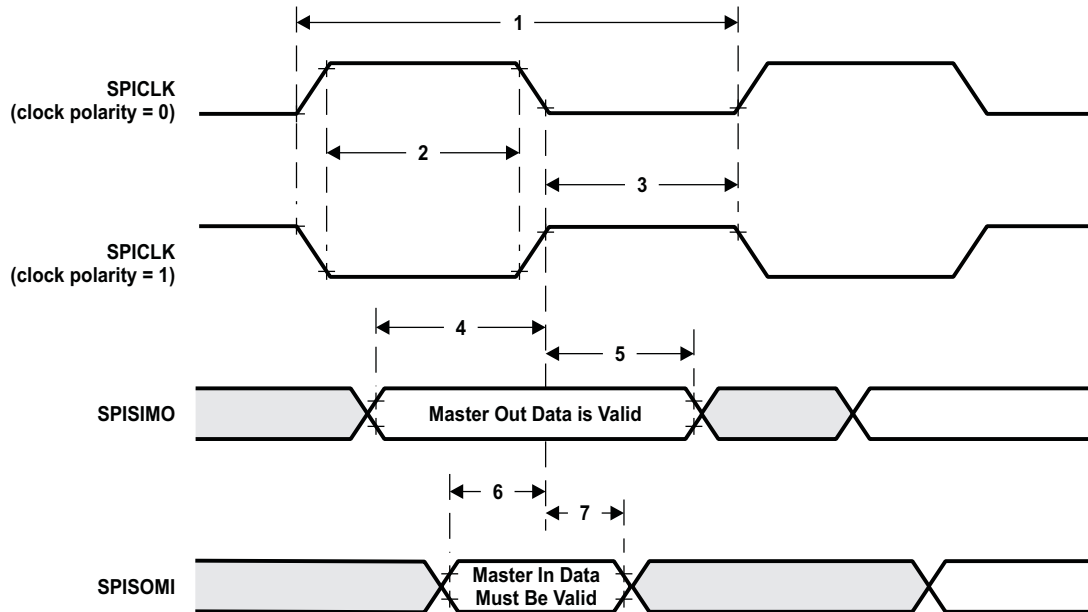 1
SPICLK
(clock polarity = 0)
2
3
SPICLK
(clock polarity = 1)
4
5
SPISIMO
Master Out Data is Valid
6
7
SPISOMI
Master In Data
Must Be Valid